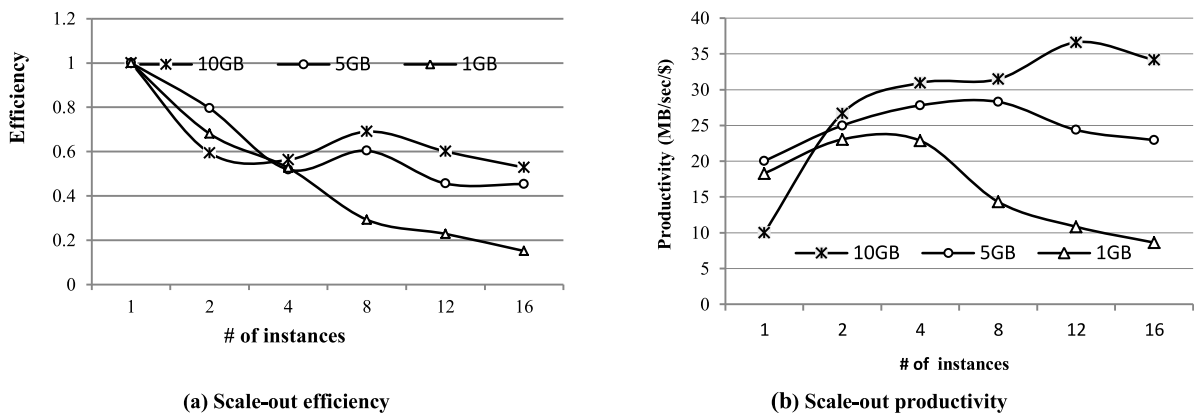 1.2
1
0.8
0.6
0.4
0.2
0
Efficiency
10GB 5GB 1GB
1 2 4 8 12 16
# of instances
(a) Scale-out efficiency
40
35
30
25
20
15
10
5
0
Productivity (MB/sec/$)
10GB 5GB 1GB
1 2 4 8 12 16
# of instances
(b) Scale-out productivity